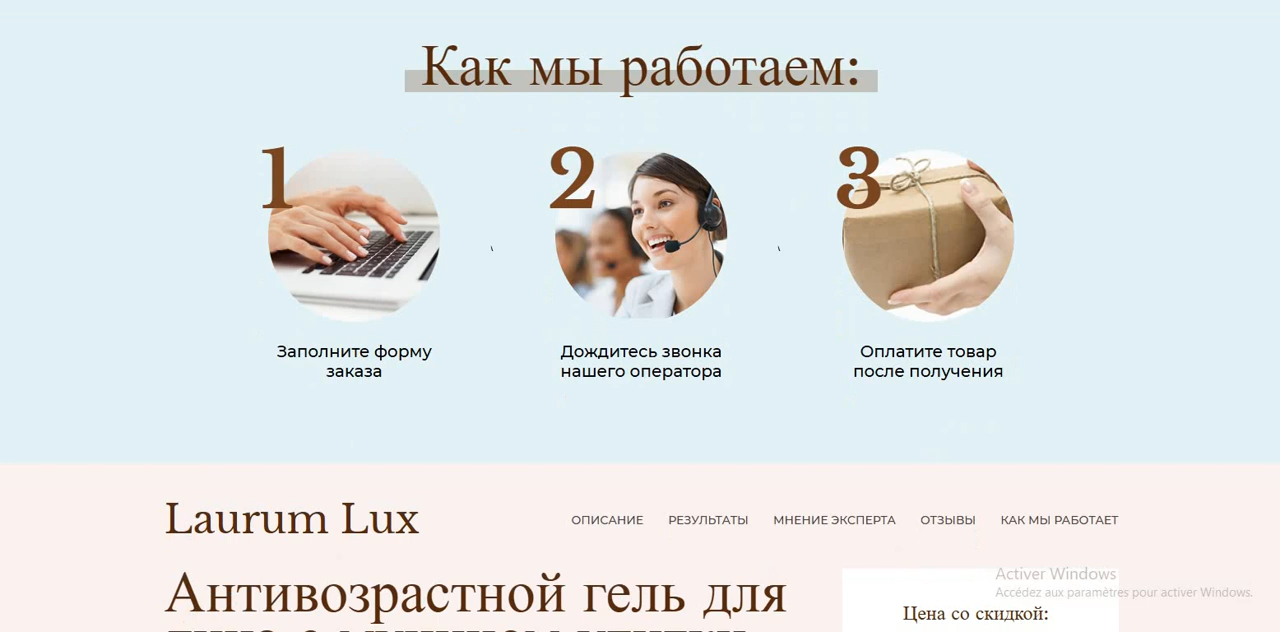 Как мы работаем:
1
2
3
Заполните форму
заказа
Дождитесь звонка
нашего оператора
Оплатите товар
после получения
Laurum Lux
ОПИСАНИЕ РЕЗУЛЬТАТЫ МНЕНИЕ ЭКСПЕРТА ОТЗЫВЫ КАК МЫ РАБОТАЕТ
Антивозрастной гель для
Цена со скидкой:
Activer Windows
Accédez aux paramètres pour activer Windows.